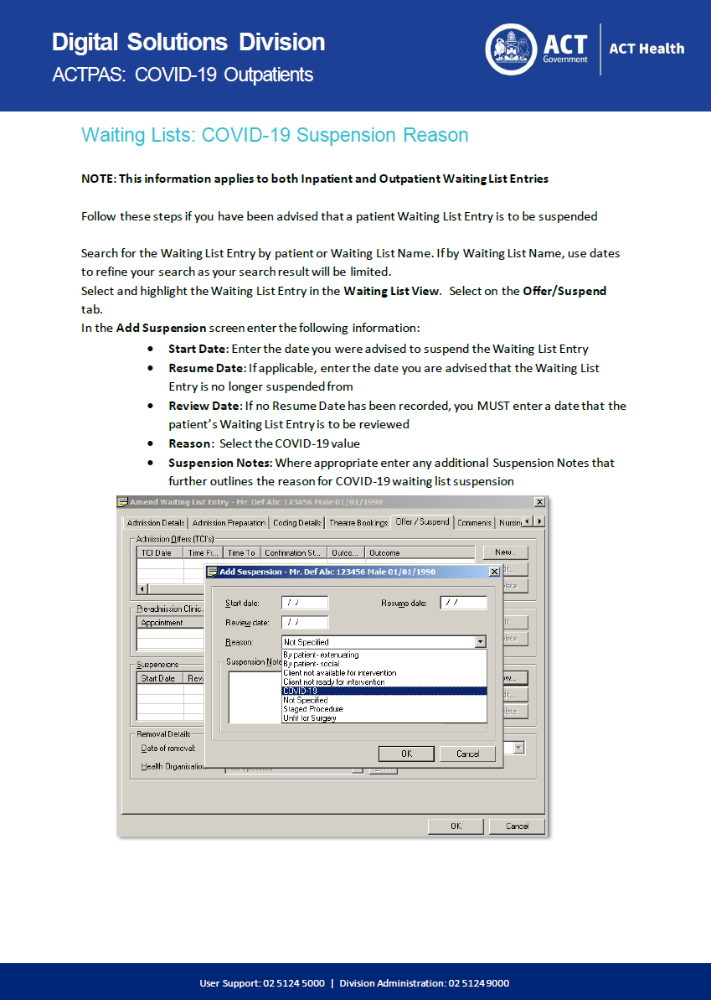 Digital Solutions Division
ACTPAS: COVID-19 Outpatients
ACT
Government
ACT Health
Waiting Lists: COVID-19 Suspension Reason
NOTE: This information applies to both Inpatient and Outpatient Waiting List Entries
Follow these steps if you have been advised that a patient Waiting List Entry is to be suspended
Search for the Waiting List Entry by patient or Waiting List Name. If by Waiting List Name, use dates
to refine your search as your search result will be limited.
Select and highlight the Waiting List Entry in the Waiting List View. Select on the Offer/Suspend
tab.
In the Add Suspension screen enter the following information:
• Start Date: Enter the date you were advised to suspend the Waiting List Entry
• Resume Date: If applicable, enter the date you are advised that the Waiting List
Entry is no longer suspended from
• Review Date: If no Resume Date has been recorded, you MUST enter a date that the
patient’s Waiting List Entry is to be reviewed
• Reason: Select the COVID-19 value
• Suspension Notes: Where appropriate enter any additional Suspension Notes that
further outlines the reason for COVID-19 waiting list suspension
Amend Waiting List Entry - Mr. Def Abc 123456 Male 01/01/1990
Admission Details Admission Preparation Coding Details Theatre Bookings Offer / Suspend Comments Nursin
Admission Offers (TCI's)
TCI Date Time Fr... Time To Confirmation St... Outco... Outcome
New...
Add Suspension - Mr. Def Abc 123456 Male 01/01/1990
Start date: / / Resume date: / /
Review date: / /
Reason: Not Specified
By patient- extenuating
By patient- social
Client not available for intervention
Client not ready for intervention
COVID-19
Not Specified
Staged Procedure
Unfit for Surgery
Suspension Note
OK Cancel
Pre-admission Clinic
Appointment
Suspensions
Start Date Revi
Removal Details
Date of removal:
Health Organisation
OK Cancel
User Support: 02 5124 5000 | Division Administration: 02 5124 9000